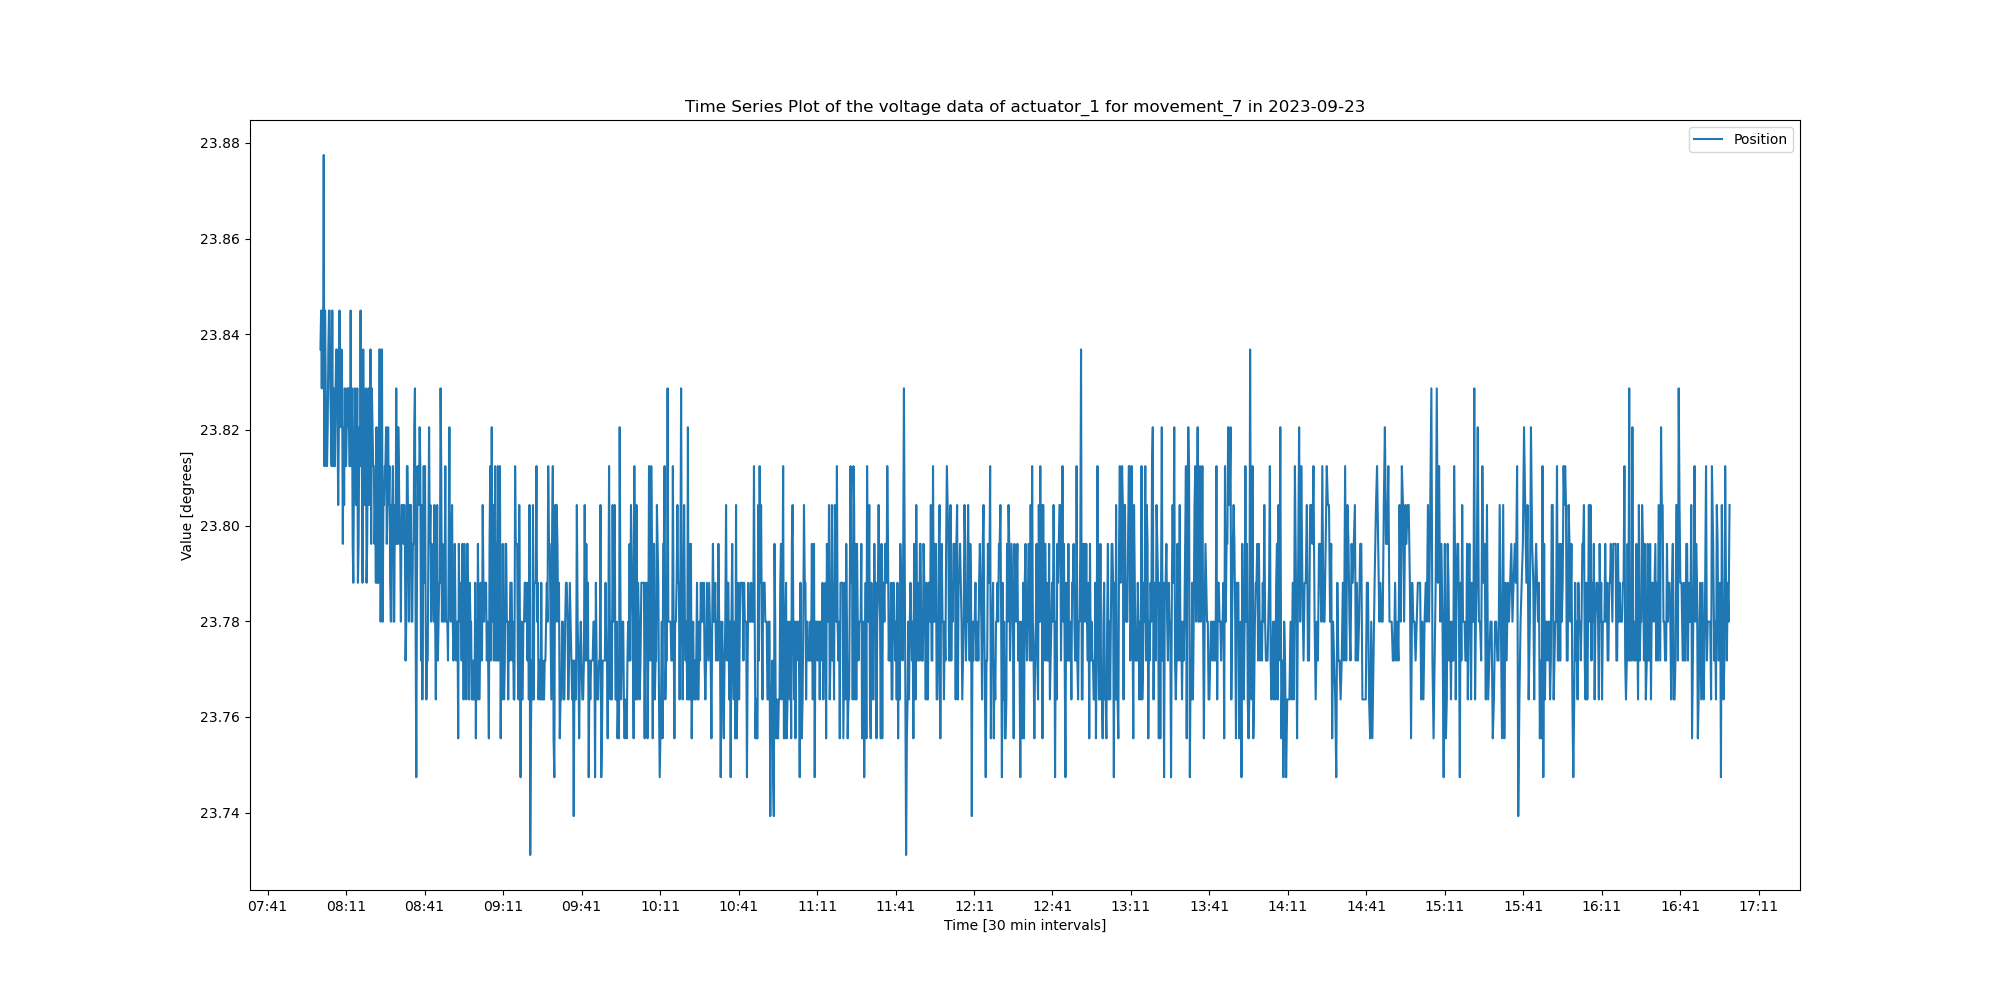 Time Series Plot of the voltage data of actuator_1 for movement_7 in 2023-09-23
Position
23.88
23.86
23.84
23.82
23.80
23.78
23.76
23.74
Value [degrees]
07:41 08:11 08:41 09:11 09:41 10:11 10:41 11:11 11:41 12:11 12:41 13:11 13:41 14:11 14:41 15:11 15:41 16:11 16:41 17:11
Time [30 min intervals]